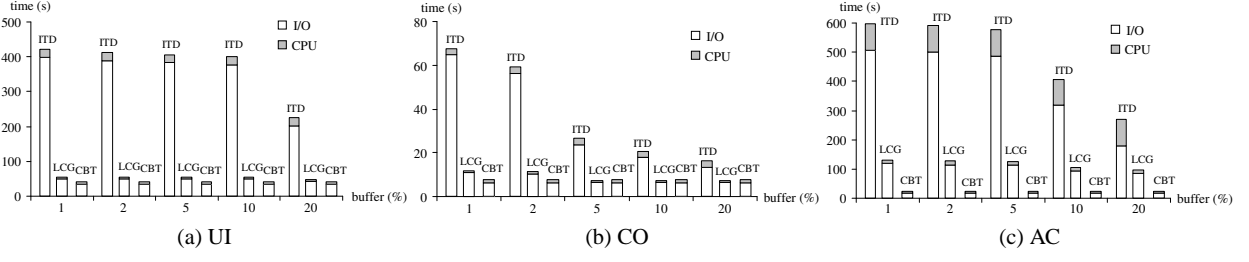 time (s)
500
400
300
200
100
0
I/O
CPU
ITD
ITD
ITD
ITD
ITD
LCG CBT
LCG CBT
LCG CBT
LCG CBT
LCG CBT
1
2
5
10
20
buffer (%)
(a) UI
time (s)
80
60
40
20
0
I/O
CPU
ITD
ITD
ITD
ITD
ITD
LCG CBT
LCG CBT
LCG CBT
LCG CBT
LCG CBT
1
2
5
10
20
buffer (%)
(b) CO
time (s)
600
500
400
300
200
100
0
I/O
CPU
ITD
ITD
ITD
ITD
ITD
LCG
CBT
LCG
CBT
LCG
CBT
LCG
CBT
LCG
CBT
1
2
5
10
20
buffer (%)
(c) AC